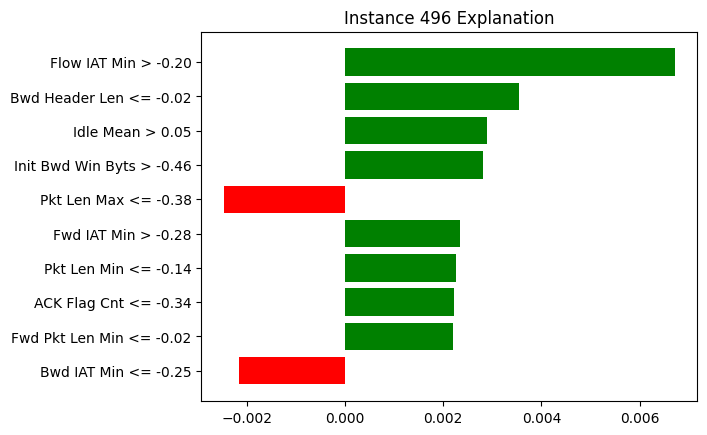 Instance 496 Explanation
Flow IAT Min > -0.20
Bwd Header Len <= -0.02
Idle Mean > 0.05
Init Bwd Win Byts > -0.46
Pkt Len Max <= -0.38
Fwd IAT Min > -0.28
Pkt Len Min <= -0.14
ACK Flag Cnt <= -0.34
Fwd Pkt Len Min <= -0.02
Bwd IAT Min <= -0.25
−0.002 0.000 0.002 0.004 0.006